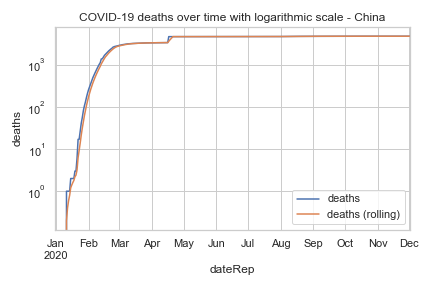 COVID-19 deaths over time with logarithmic scale - China
deaths
10³
10²
10¹
10⁰
deaths
deaths (rolling)
Jan Feb Mar Apr May Jun Jul Aug Sep Oct Nov Dec
2020
dateRep